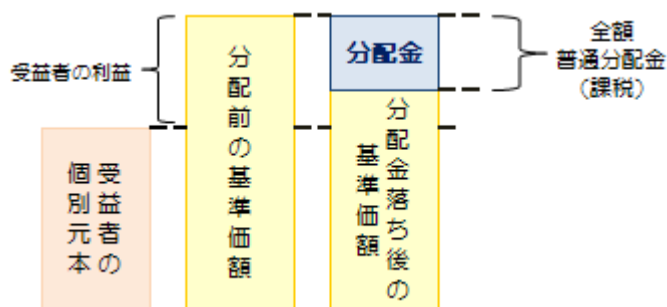 受益者の利益
受益者の
個別元本
分配前の基準価額
分配金
分配金落ち後の
基準価額
全額
普通分配金
(課税)